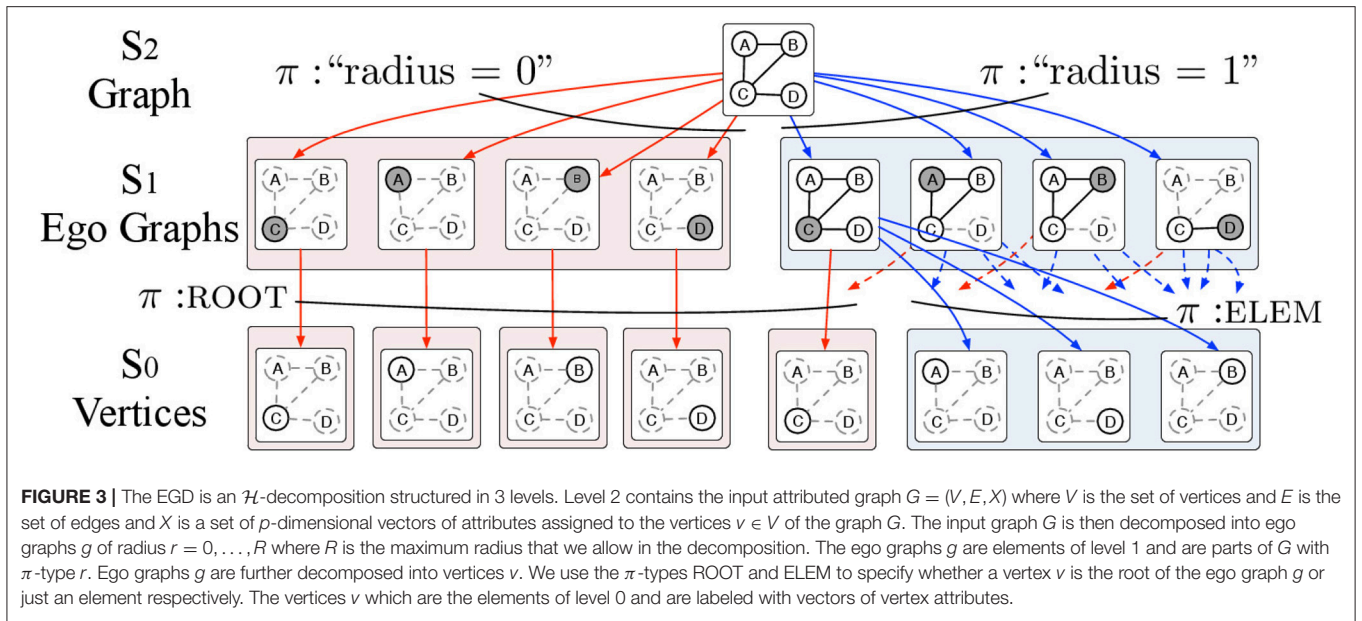 S2
Graph
π :“radius = 0”
π :“radius = 1”
A B
C D
S1
Ego Graphs
A B A B A B A B A B A B A B A B
C D C D C D C D C D C D C D C D
π :ROOT
π :ELEM
S0
Vertices
A B A B A B A B A B A B A B A B
C D C D C D C D C D C D C D C D
FIGURE 3 | The EGD is an ℋ-decomposition structured in 3 levels. Level 2 contains the input attributed graph G = (V, E, X) where V is the set of vertices and E is the
set of edges and X is a set of p-dimensional vectors of attributes assigned to the vertices v ∈ V of the graph G. The input graph G is then decomposed into ego
graphs g of radius r = 0, . . . , R where R is the maximum radius that we allow in the decomposition. The ego graphs g are elements of level 1 and are parts of G with
π-type r. Ego graphs g are further decomposed into vertices v. We use the π-types ROOT and ELEM to specify whether a vertex v is the root of the ego graph g or
just an element respectively. The vertices v which are the elements of level 0 and are labeled with vectors of vertex attributes.